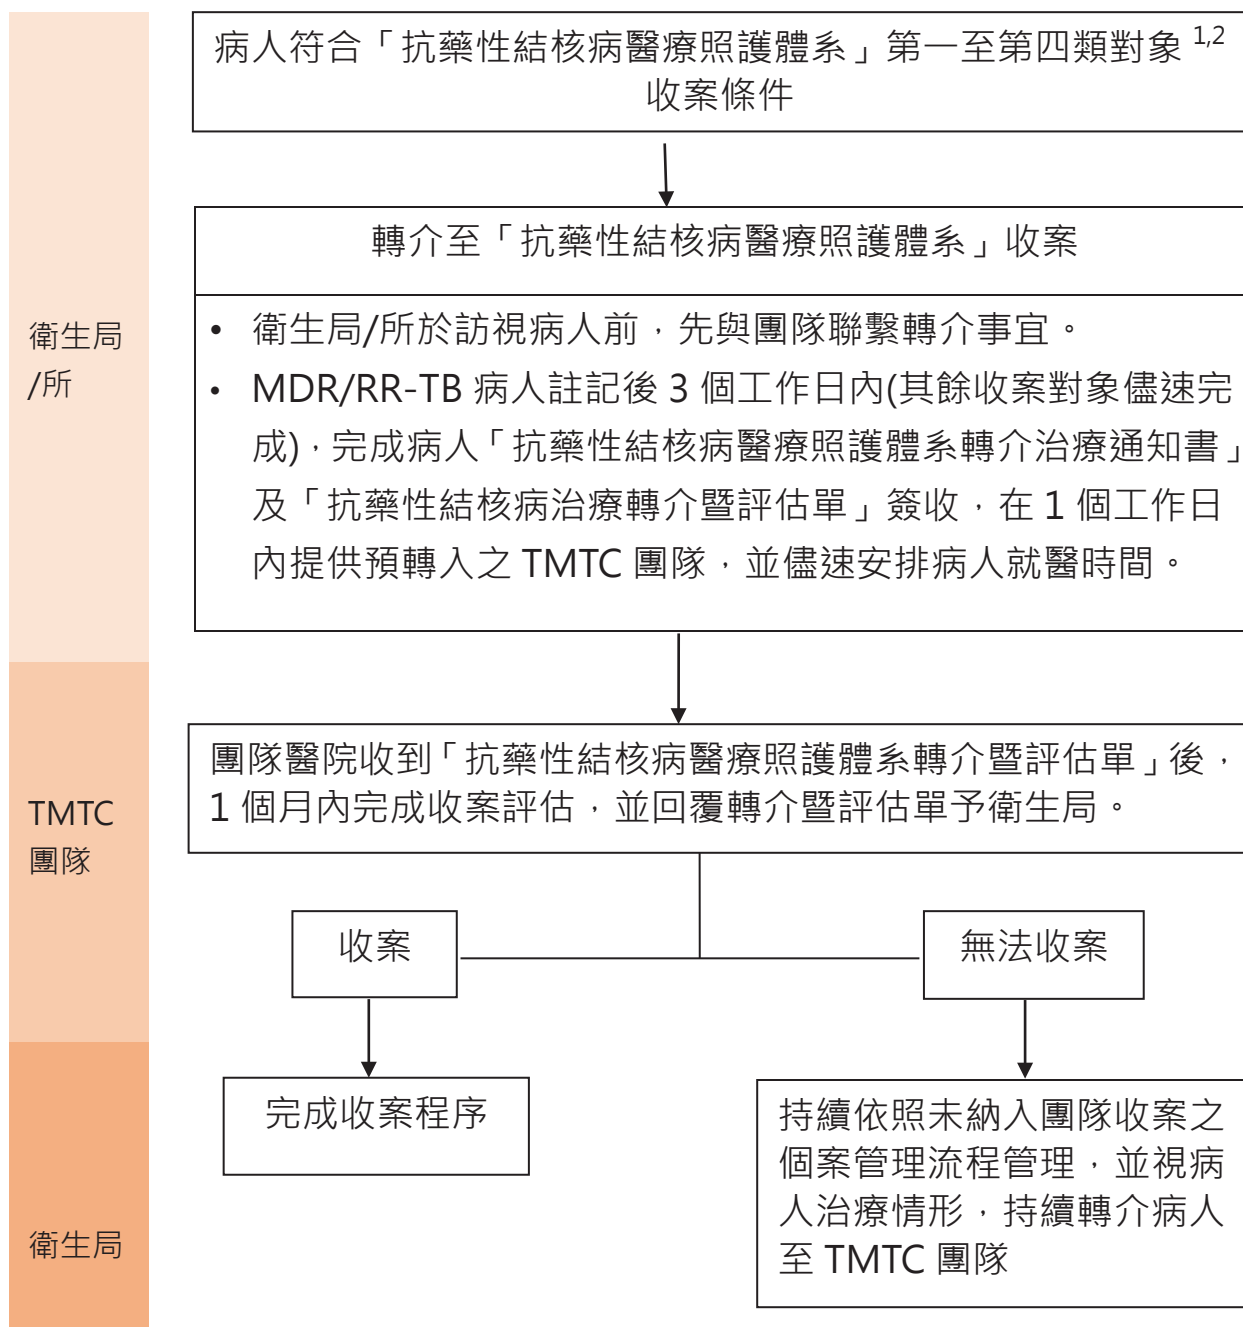 病人符合「抗藥性結核病醫療照護體系」第一至第四類對象 1,2
收案條件
轉介至「抗藥性結核病醫療照護體系」收案
衛生局
/所
• 衛生局/所於訪視病人前，先與團隊聯繫轉介事宜。
• MDR/RR-TB 病人註記後 3 個工作日內(其餘收案對象儘速完
成)，完成病人「抗藥性結核病醫療照護體系轉介治療通知書」
及「抗藥性結核病治療轉介暨評估單」簽收，在 1 個工作日
內提供預轉入之 TMTC 團隊，並儘速安排病人就醫時間。
TMTC
團隊
團隊醫院收到「抗藥性結核病醫療照護體系轉介暨評估單」後，
1 個月內完成收案評估，並回覆轉介暨評估單予衛生局。
收案
無法收案
衛生局
完成收案程序
持續依照未納入團隊收案之
個案管理流程管理，並視病
人治療情形，持續轉介病人
至 TMTC 團隊